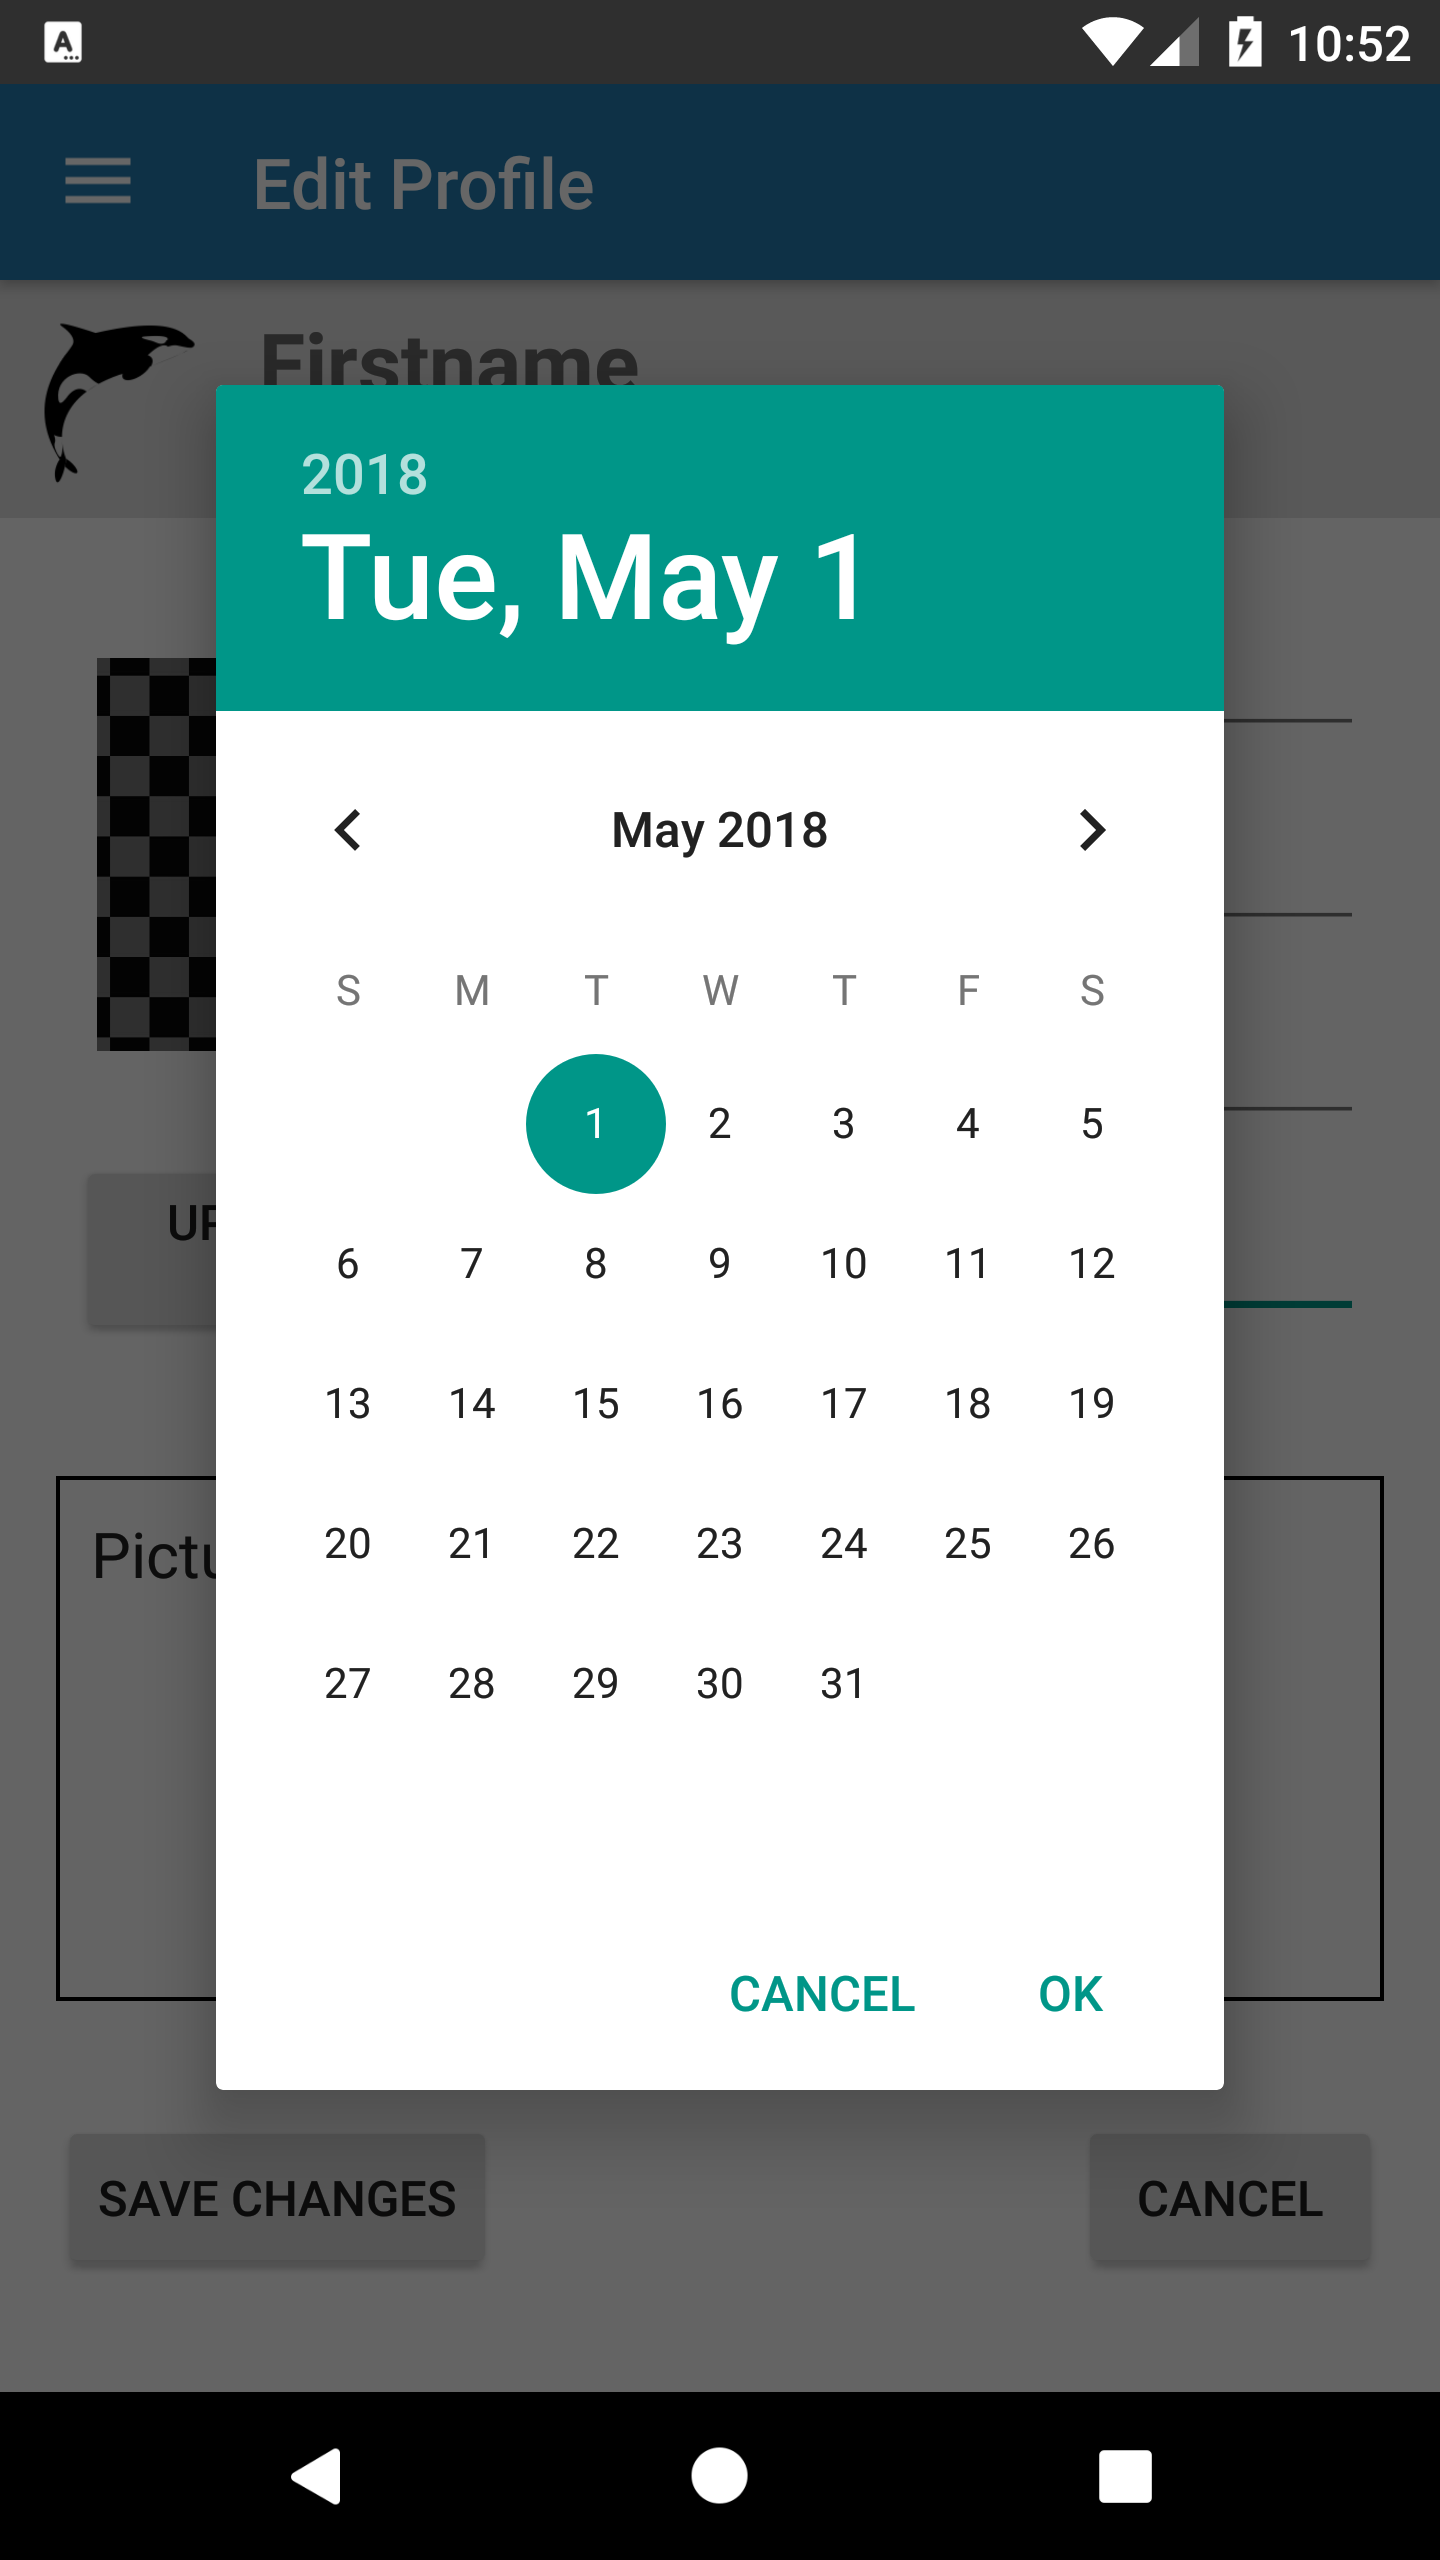 10:52
Edit Profile
Firstname
2018
Tue, May 1
May 2018
S M T W T F S
1 2 3 4 5
6 7 8 9 10 11 12
13 14 15 16 17 18 19
20 21 22 23 24 25 26
27 28 29 30 31
CANCEL OK
SAVE CHANGES CANCEL